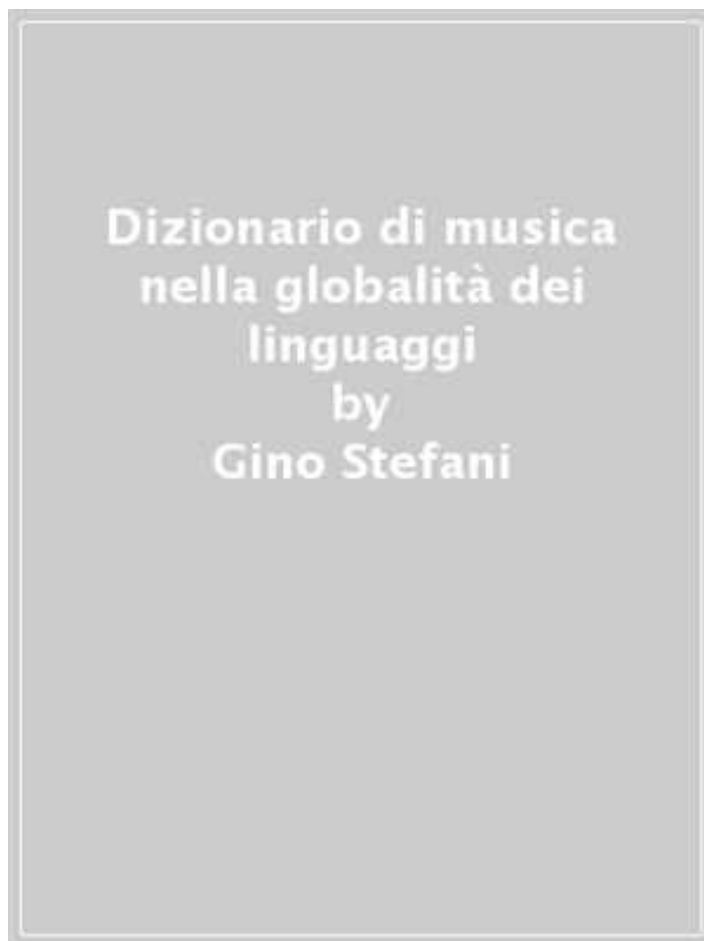 Dizionario di musica
nella globalità dei
linguaggi
by
Gino Stefani